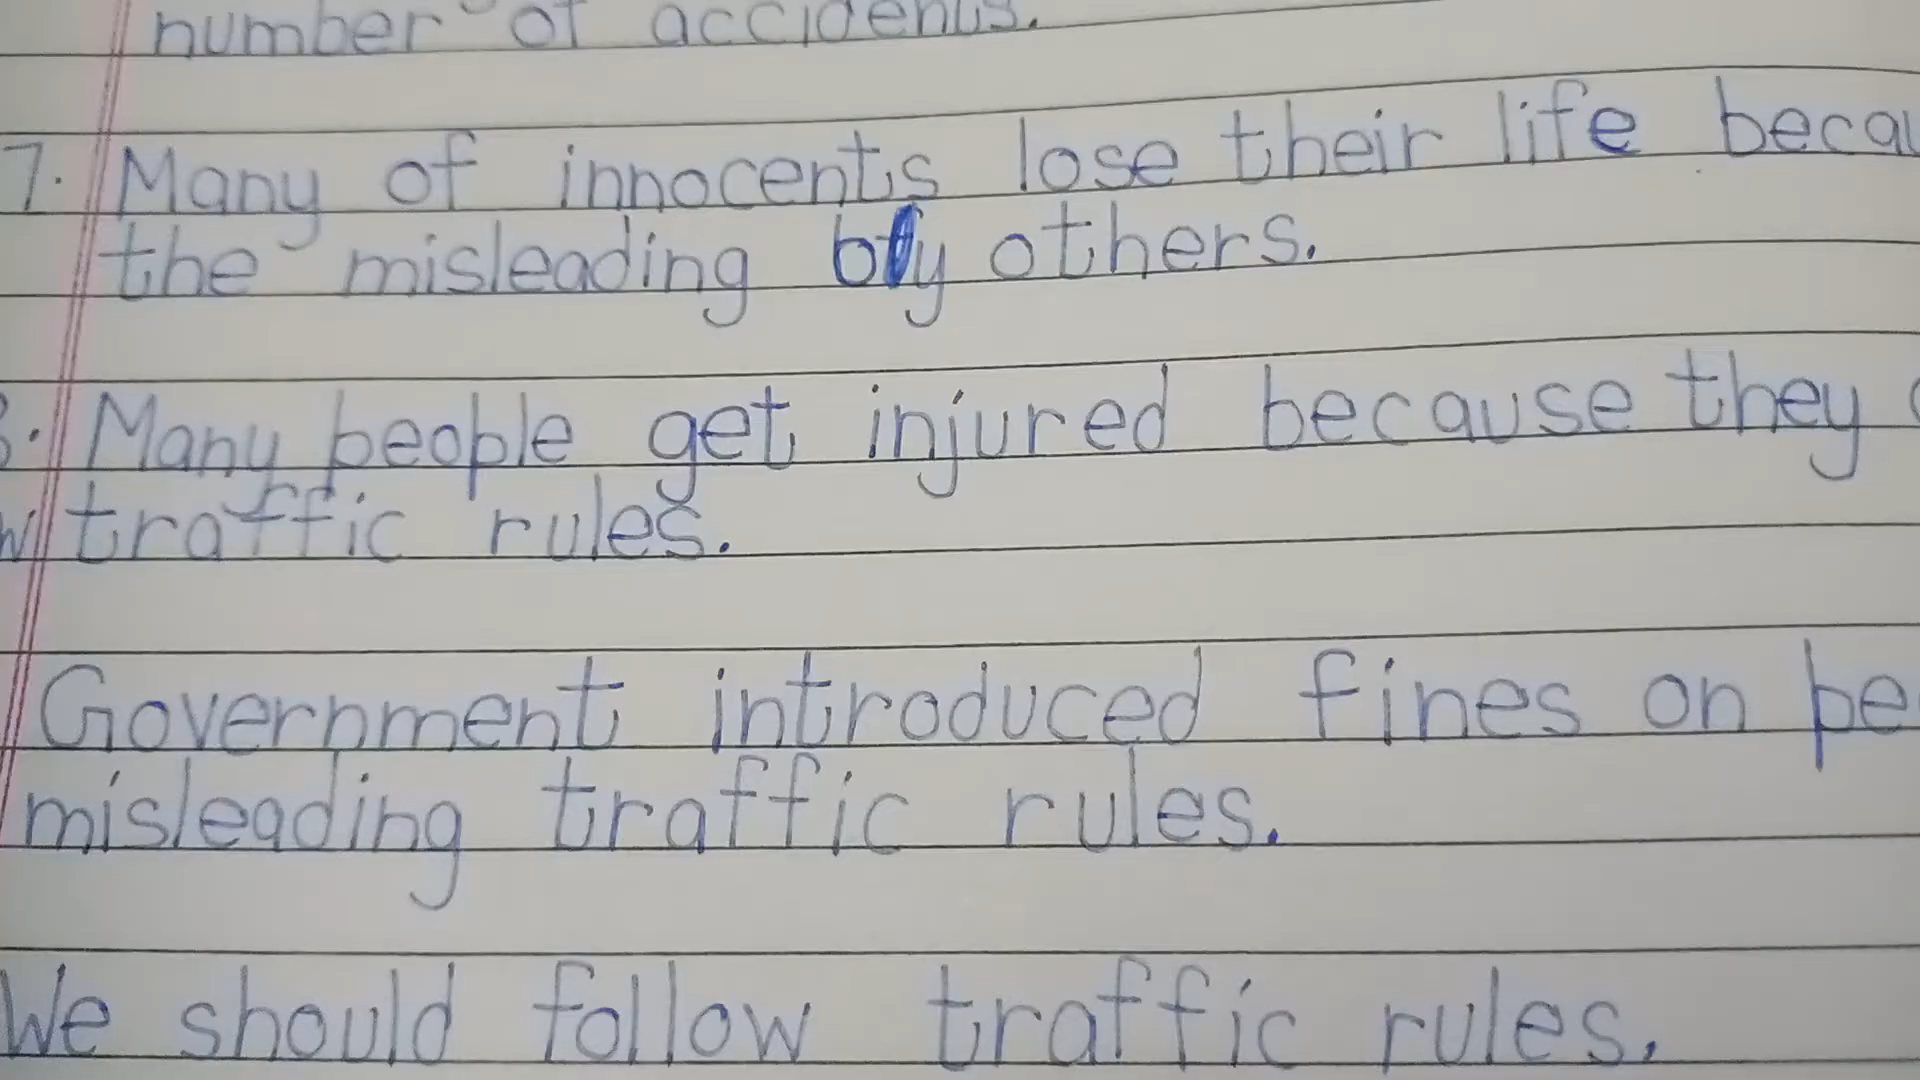 number of accidents.
7. Many of innocents lose their life becau
the misleading by others.
8. Many people get injured because they
traffic rules.
Government introduced fines on pe
misleading traffic rules.
We should follow traffic rules.